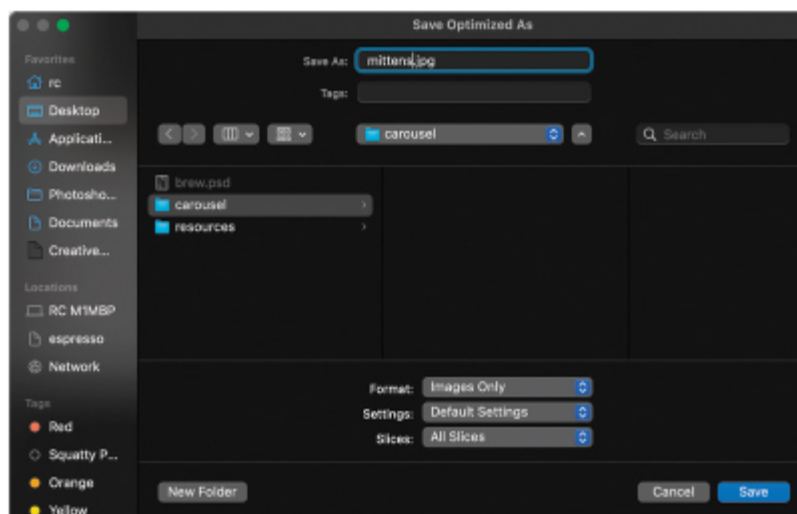 Save Optimized As
Save As: mittens.jpg
Tags:
carousel
Search
Favorites
rc
Desktop
Applicati...
Downloads
Photosho...
Documents
Creative...
Locations
RC M1MBP
espresso
Network
Tags
Red
Squatty P...
Orange
Yellow
brew.psd
carousel
resources
Format: Images Only
Settings: Default Settings
Slices: All Slices
New Folder
Cancel
Save